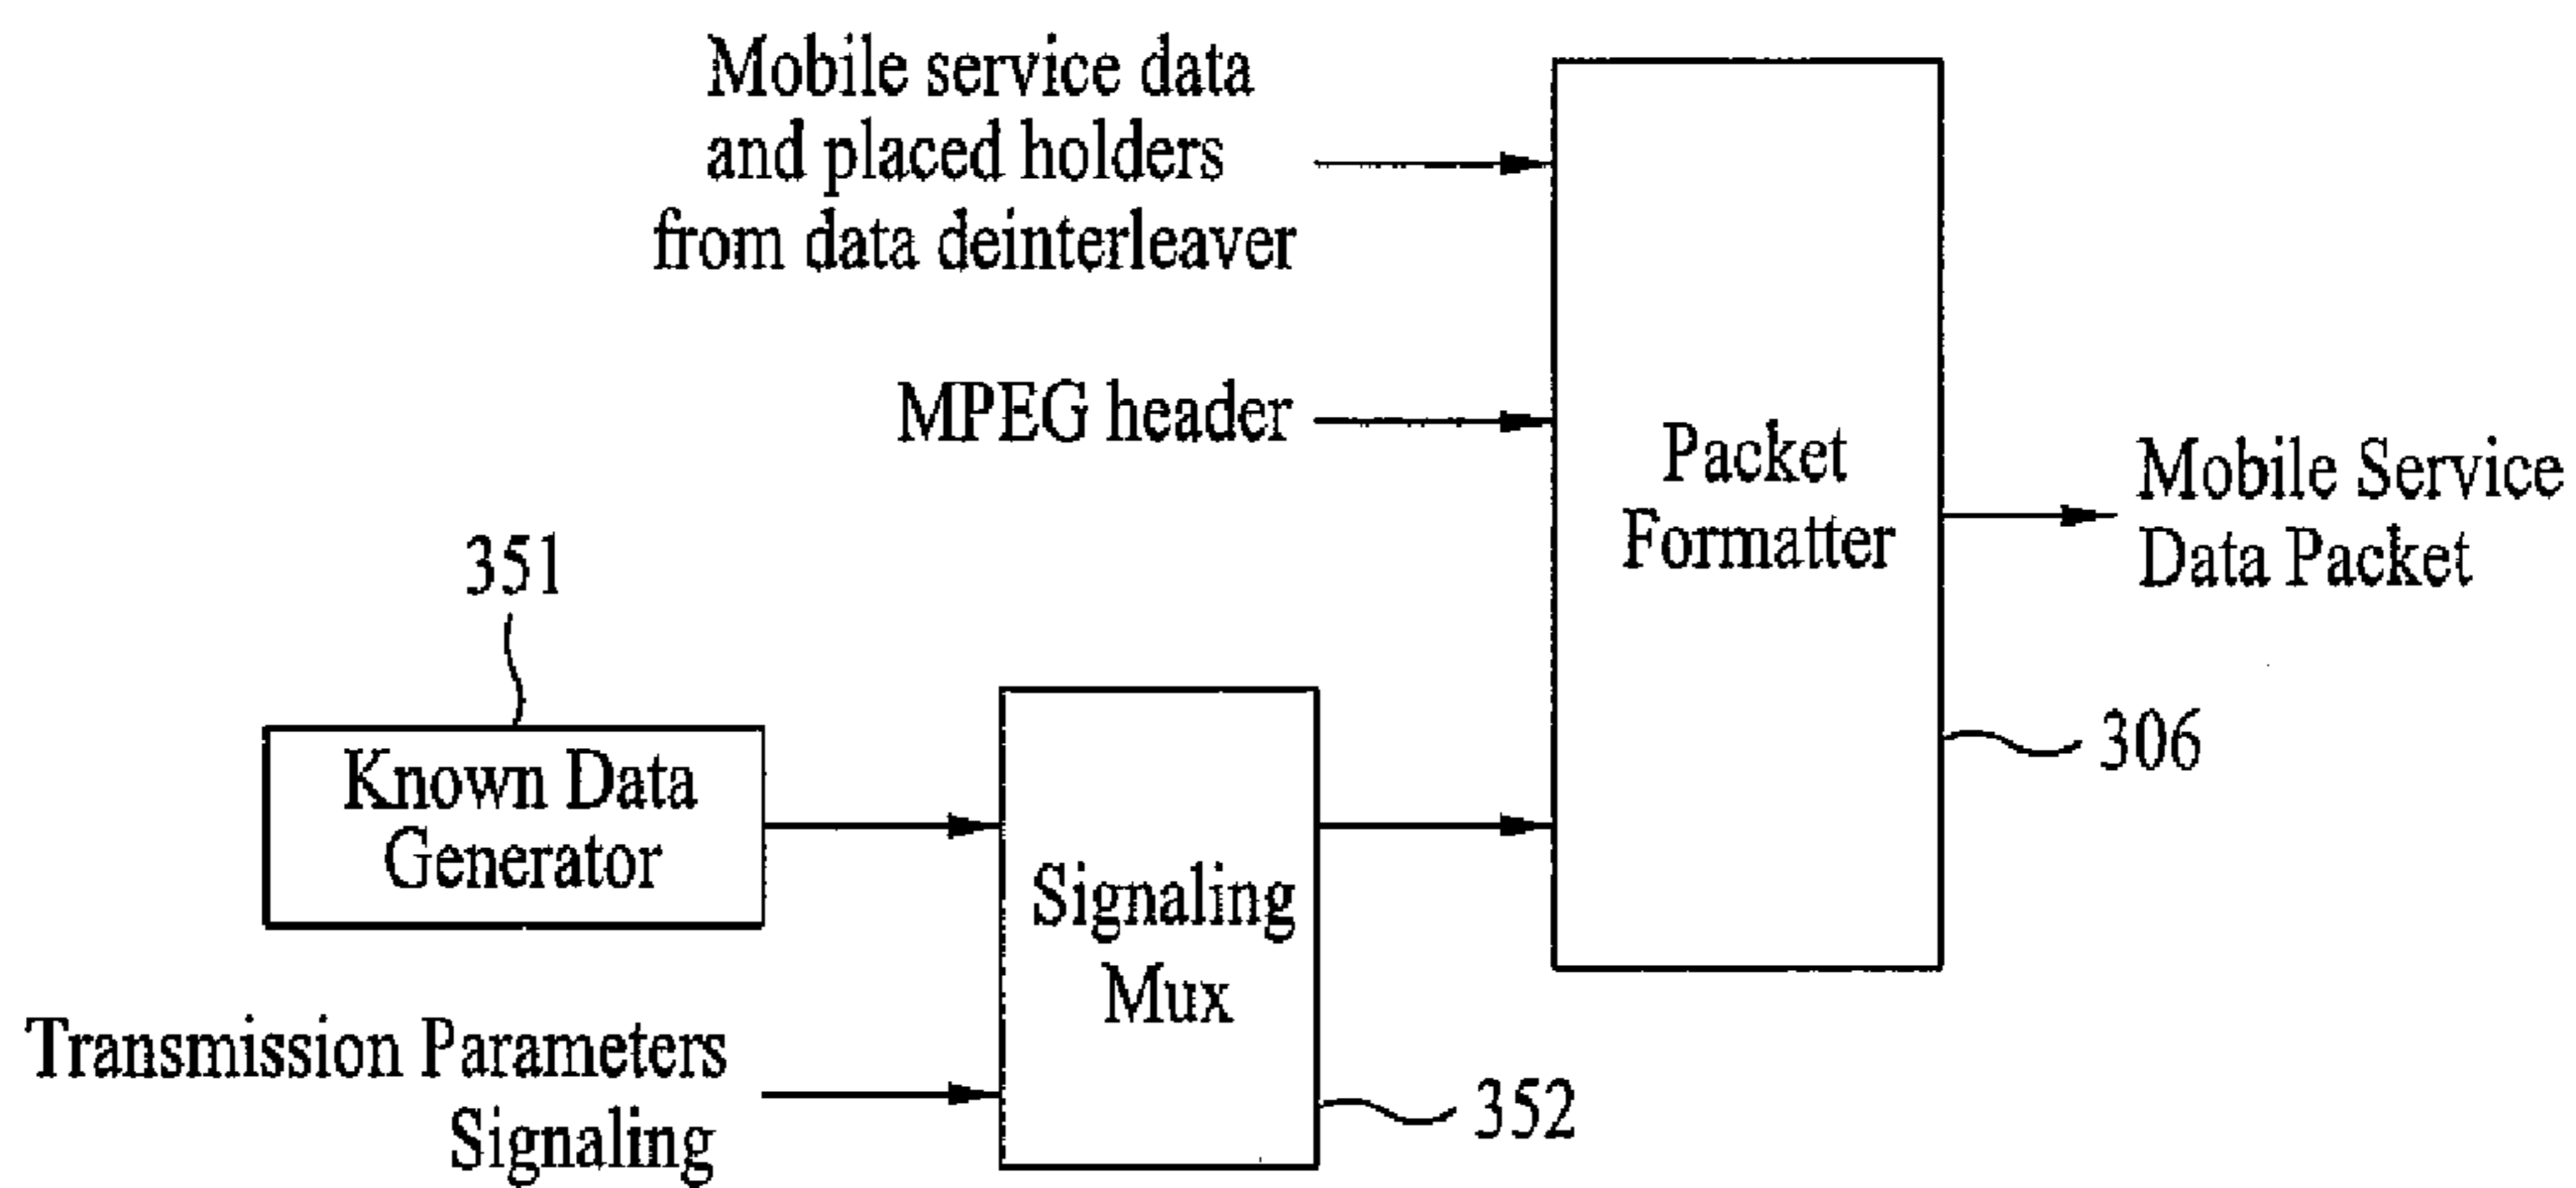 Mobile service data
and placed holders
from data deinterleaver
MPEG header
Packet
Formatter
Mobile Service
Data Packet
351
306
Known Data
Generator
Signaling
Mux
Transmission Parameters
Signaling
352